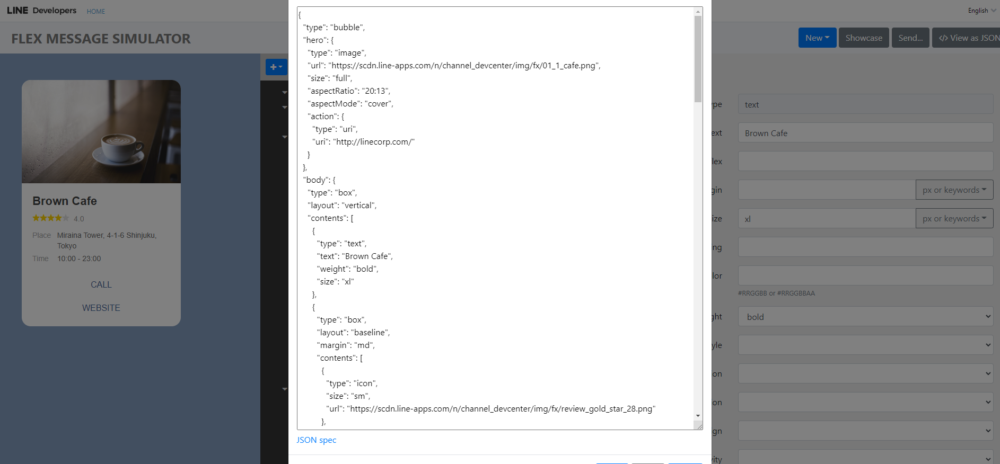 LINE Developers HOME
English
FLEX MESSAGE SIMULATOR
New
Showcase
Send...
</> View as JSON
Brown Cafe
4.0
Place Miraina Tower, 4-1-6 Shinjuku,
Tokyo
Time 10:00 - 23:00
CALL
WEBSITE
{
"type": "bubble",
"hero": {
"type": "image",
"url": "https://scdn.line-apps.com/n/channel_devcenter/img/fx/01_1_cafe.png",
"size": "full",
"aspectRatio": "20:13",
"aspectMode": "cover",
"action": {
"type": "uri",
"uri": "http://linecorp.com/"
}
},
"body": {
"type": "box",
"layout": "vertical",
"contents": [
{
"type": "text",
"text": "Brown Cafe",
"weight": "bold",
"size": "xl"
},
{
"type": "box",
"layout": "baseline",
"margin": "md",
"contents": [
{
"type": "icon",
"size": "sm",
"url": "https://scdn.line-apps.com/n/channel_devcenter/img/fx/review_gold_star_28.png"
},
JSON spec
pe text
ext Brown Cafe
lex
gin px or keywords
ize xl px or keywords
ng
lor
#RRGGBB or #RRGGBBAA
ght bold
yle
on
on
gn
vity